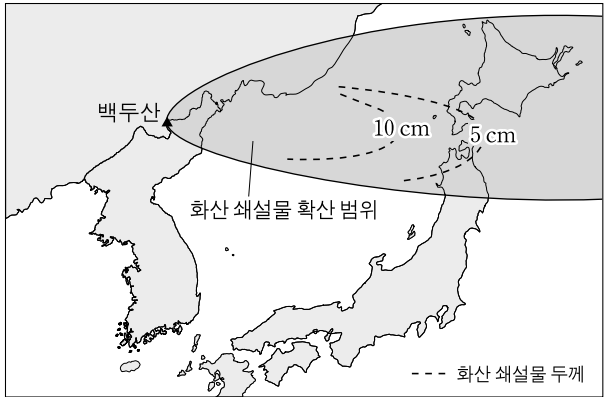 백두산
10 cm
5 cm
화산 쇄설물 확산 범위
--- 화산 쇄설물 두께